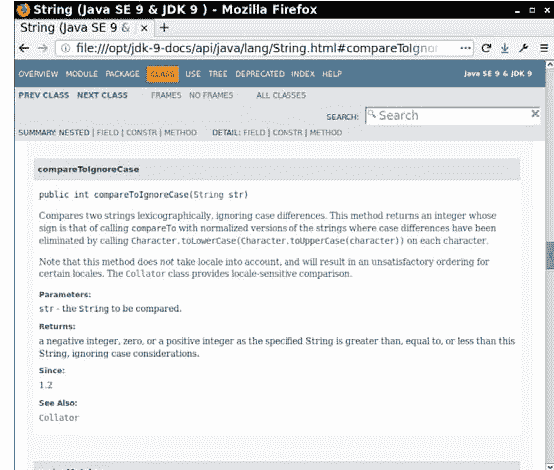 String (Java SE 9 & JDK 9 ) - Mozilla Firefox
String (Java SE 9 & J
file:///opt/jdk-9-docs/api/java/lang/String.html#compareToIgno
OVERVIEW MODULE PACKAGE CLASS USE TREE DEPRECATED INDEX HELP Java SE 9 & JDK 9
PREV CLASS NEXT CLASS FRAMES NO FRAMES ALL CLASSES
SEARCH: Search
SUMMARY: NESTED | FIELD | CONSTR | METHOD DETAIL: FIELD | CONSTR | METHOD
compareToIgnoreCase
public int compareToIgnoreCase(String str)
Compares two strings lexicographically, ignoring case differences. This method returns an integer whose
sign is that of calling compareTo with normalized versions of the strings where case differences have been
eliminated by calling Character.toLowerCase(Character.toUpperCase(character)) on each character.
Note that this method does not take locale into account, and will result in an unsatisfactory ordering for
certain locales. The Collator class provides locale-sensitive comparison.
Parameters:
str - the String to be compared.
Returns:
a negative integer, zero, or a positive integer as the specified String is greater than, equal to, or less than this
String, ignoring case considerations.
Since:
1.2
See Also:
Collator